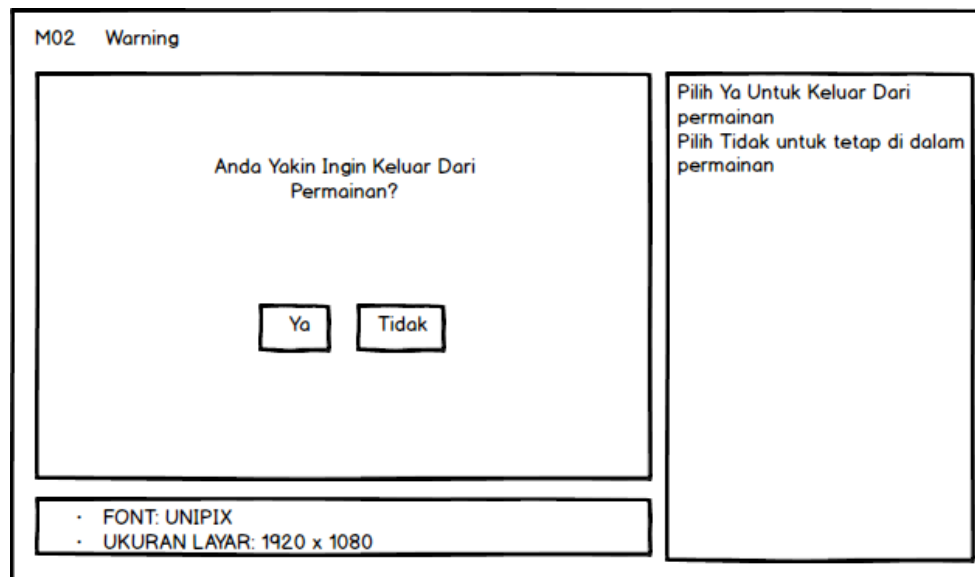 M02 Warning
Anda Yakin Ingin Keluar Dari
Permainan?
Ya
Tidak
Pilih Ya Untuk Keluar Dari
permainan
Pilih Tidak untuk tetap di dalam
permainan
· FONT: UNIPIX
· UKURAN LAYAR: 1920 x 1080